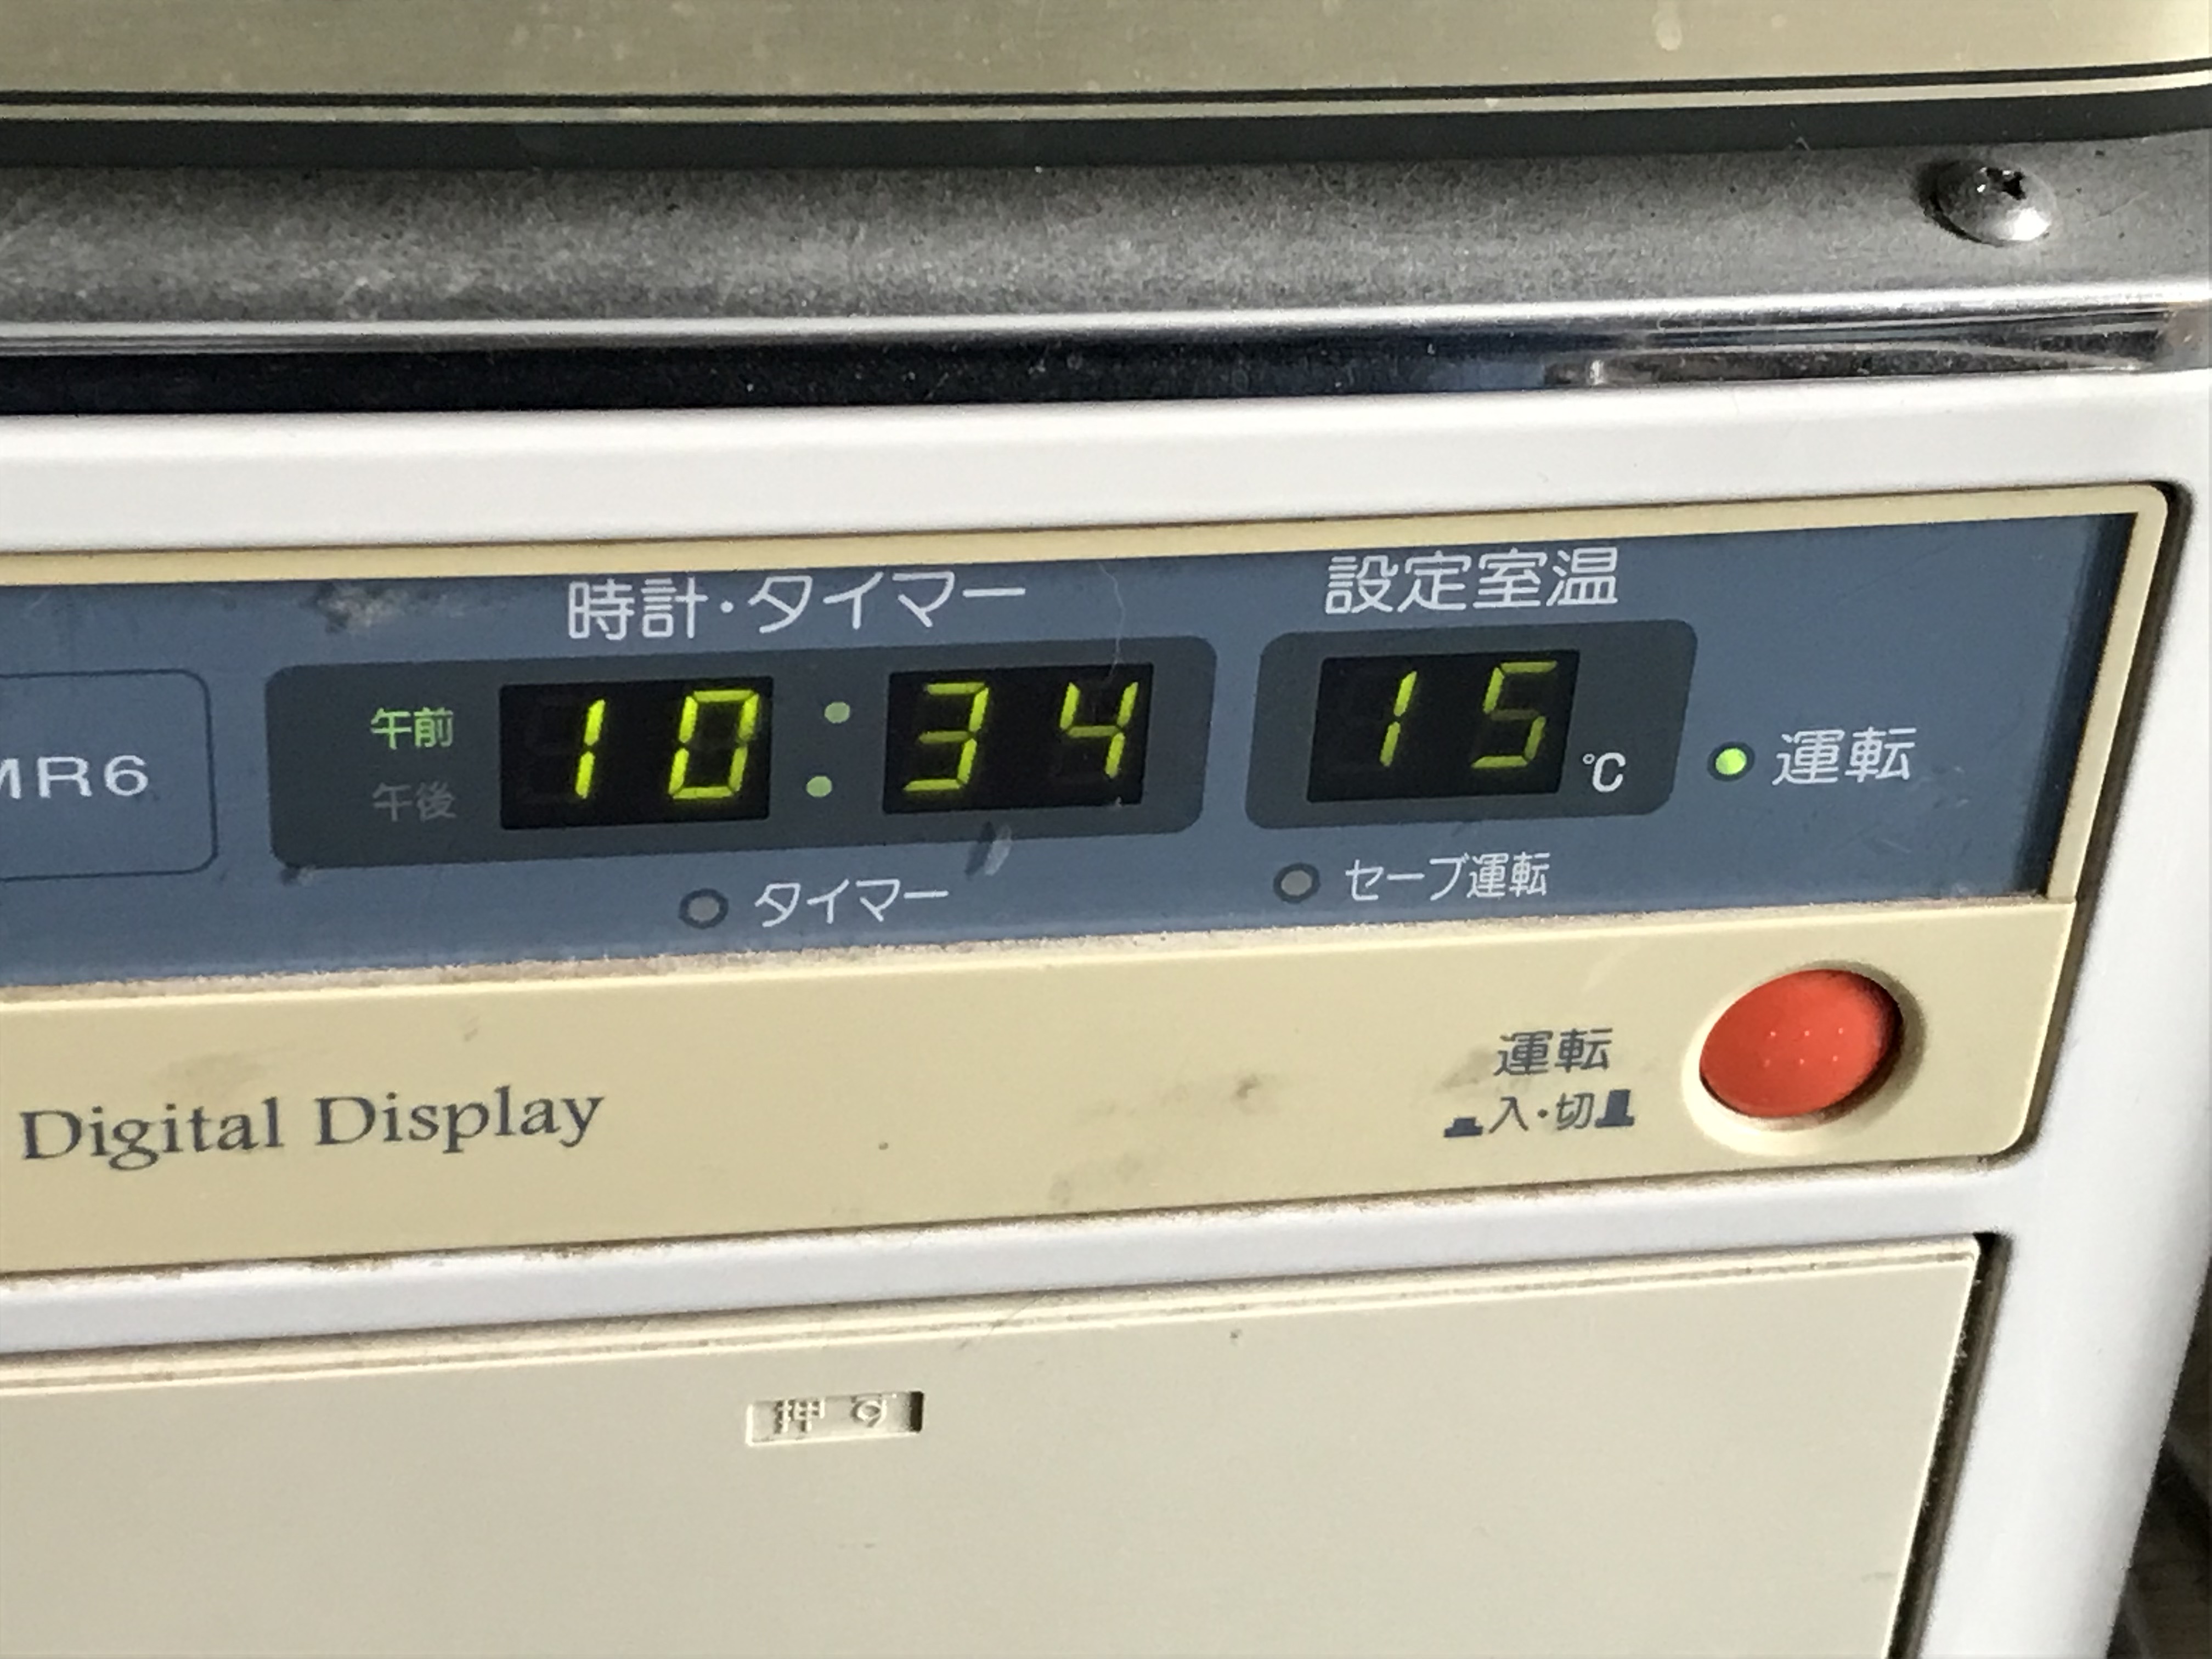 時計・タイマー
設定室温
MR6
午前
午後
10:34
15℃
運転
タイマー
セーブ運転
運転
入・切
Digital Display
押す